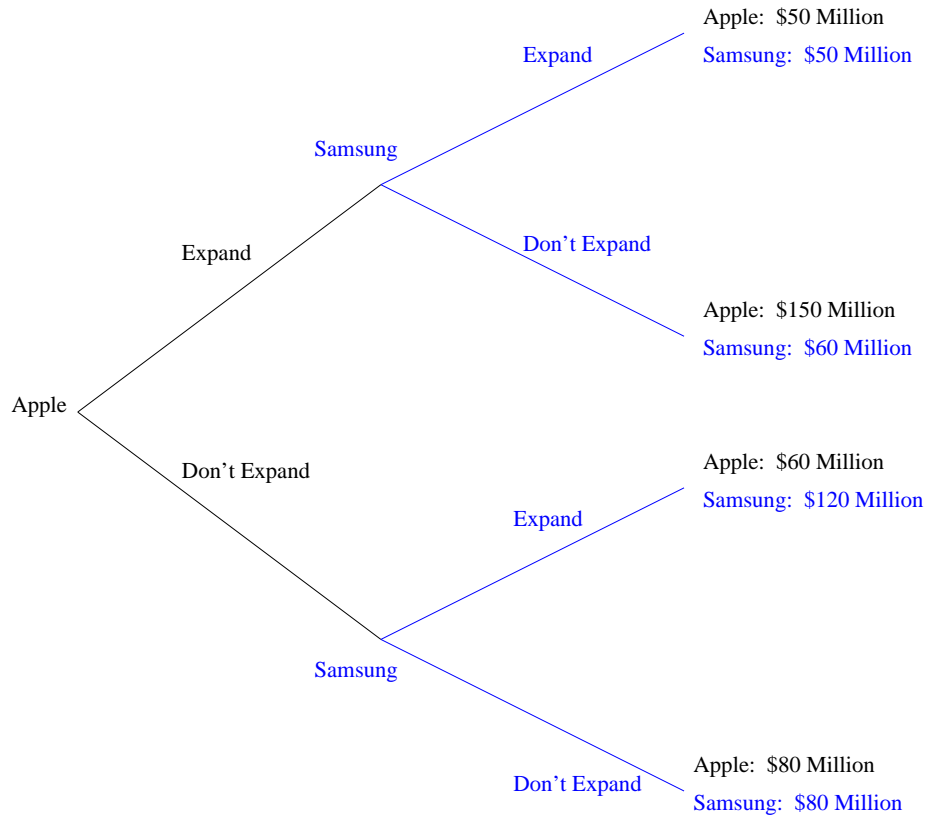 Apple: $50 Million
Expand
Samsung: $50 Million
Samsung
Don't Expand
Expand
Apple: $150 Million
Samsung: $60 Million
Apple
Apple: $60 Million
Don't Expand
Samsung: $120 Million
Expand
Samsung
Apple: $80 Million
Don't Expand
Samsung: $80 Million